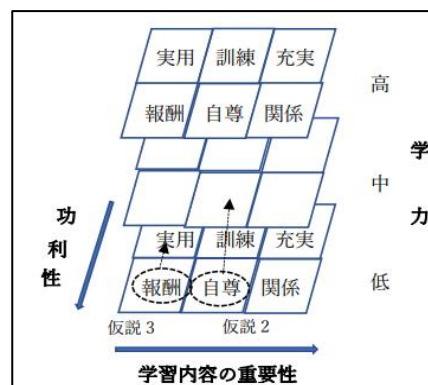 実用 訓練 充実
高
報酬 自尊 関係
学
中
功
力
利
実用 訓練 充実
性
報酬 自尊 関係
低
仮説 3 仮説 2
学習内容の重要性